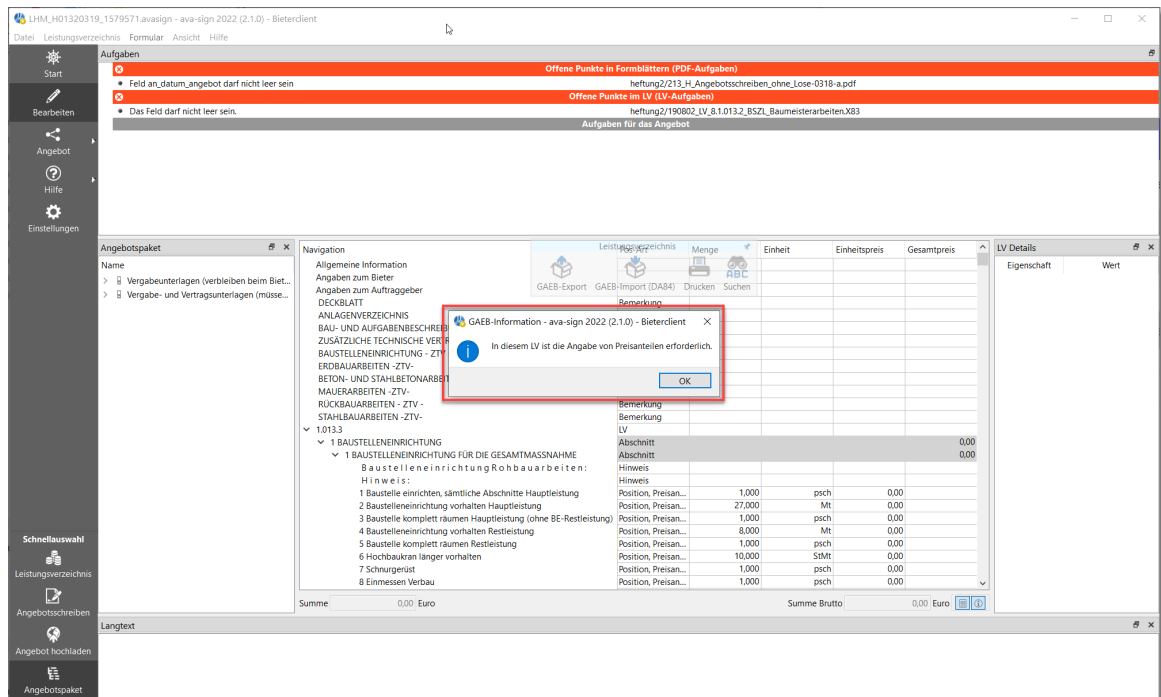 LHM_H01320319_1579571.avasign - ava-sign 2022 (2.1.0) - Bieterclient
Datei Leistungsverzeichnis Formular Ansicht Hilfe
Start
Bearbeiten
Angebot
Hilfe
Einstellungen
Aufgaben
Offene Punkte in Formblättern (PDF-Aufgaben)
Feld an_datum_angebot darf nicht leer sein heftung2/213_H_Angebotsschreiben_ohne_Lose-0318-a.pdf
Offene Punkte im LV (LV-Aufgaben)
Das Feld darf nicht leer sein. heftung2/190802_LV_8.1.013.2_BSZL_Baumeisterarbeiten.X83
Aufgaben für das Angebot
Angebotspaket
Name
Vergabeunterlagen (verbleiben beim Biet...
Vergabe- und Vertragsunterlagen (müsse...
Navigation Pos-Art Menge Einheit Einheitspreis Gesamtpreis
Leistungsverzeichnis
GAEB-Export GAEB-Import (DA84) Drucken Suchen
ABC
Allgemeine Information
Angaben zum Bieter
Angaben zum Auftraggeber
DECKBLATT Bemerkung
ANLAGENVERZEICHNIS
BAU- UND AUFGABENBESCHREIB
ZUSÄTZLICHE TECHNISCHE VERTR
BAUSTELLENEINRICHTUNG - ZTV
ERDBAUARBEITEN -ZTV-
BETON- UND STAHLBETONARBEIT
MAUERARBEITEN -ZTV-
RÜCKBAUARBEITEN - ZTV - Bemerkung
STAHLBAUARBEITEN -ZTV- Bemerkung
1.013.3 LV
1 BAUSTELLENEINRICHTUNG Abschnitt 0,00
1 BAUSTELLENEINRICHTUNG FÜR DIE GESAMTMASSNAHME Abschnitt 0,00
B a u s t e l l e n e i n r i c h t u n g R o h b a u a r b e i t e n : Hinweis
H i n w e i s : Hinweis
1 Baustelle einrichten, sämtliche Abschnitte Hauptleistung Position, Preisan... 1,000 psch 0,00
2 Baustelleneinrichtung vorhalten Hauptleistung Position, Preisan... 27,000 Mt 0,00
3 Baustelle komplett räumen Hauptleistung (ohne BE-Restleistung) Position, Preisan... 1,000 psch 0,00
4 Baustelleneinrichtung vorhalten Restleistung Position, Preisan... 8,000 Mt 0,00
5 Baustelle komplett räumen Restleistung Position, Preisan... 1,000 psch 0,00
6 Hochbaukran länger vorhalten Position, Preisan... 10,000 StMt 0,00
7 Schnurgerüst Position, Preisan... 1,000 psch 0,00
8 Einmessen Verbau Position, Preisan... 1,000 psch 0,00
Summe 0,00 Euro Summe Brutto 0,00 Euro
GAEB-Information - ava-sign 2022 (2.1.0) - Bieterclient
In diesem LV ist die Angabe von Preisanteilen erforderlich.
OK
LV Details
Eigenschaft Wert
Schnellauswahl
Leistungsverzeichnis
Angebotsschreiben
Angebot hochladen
Angebotspaket
Langtext